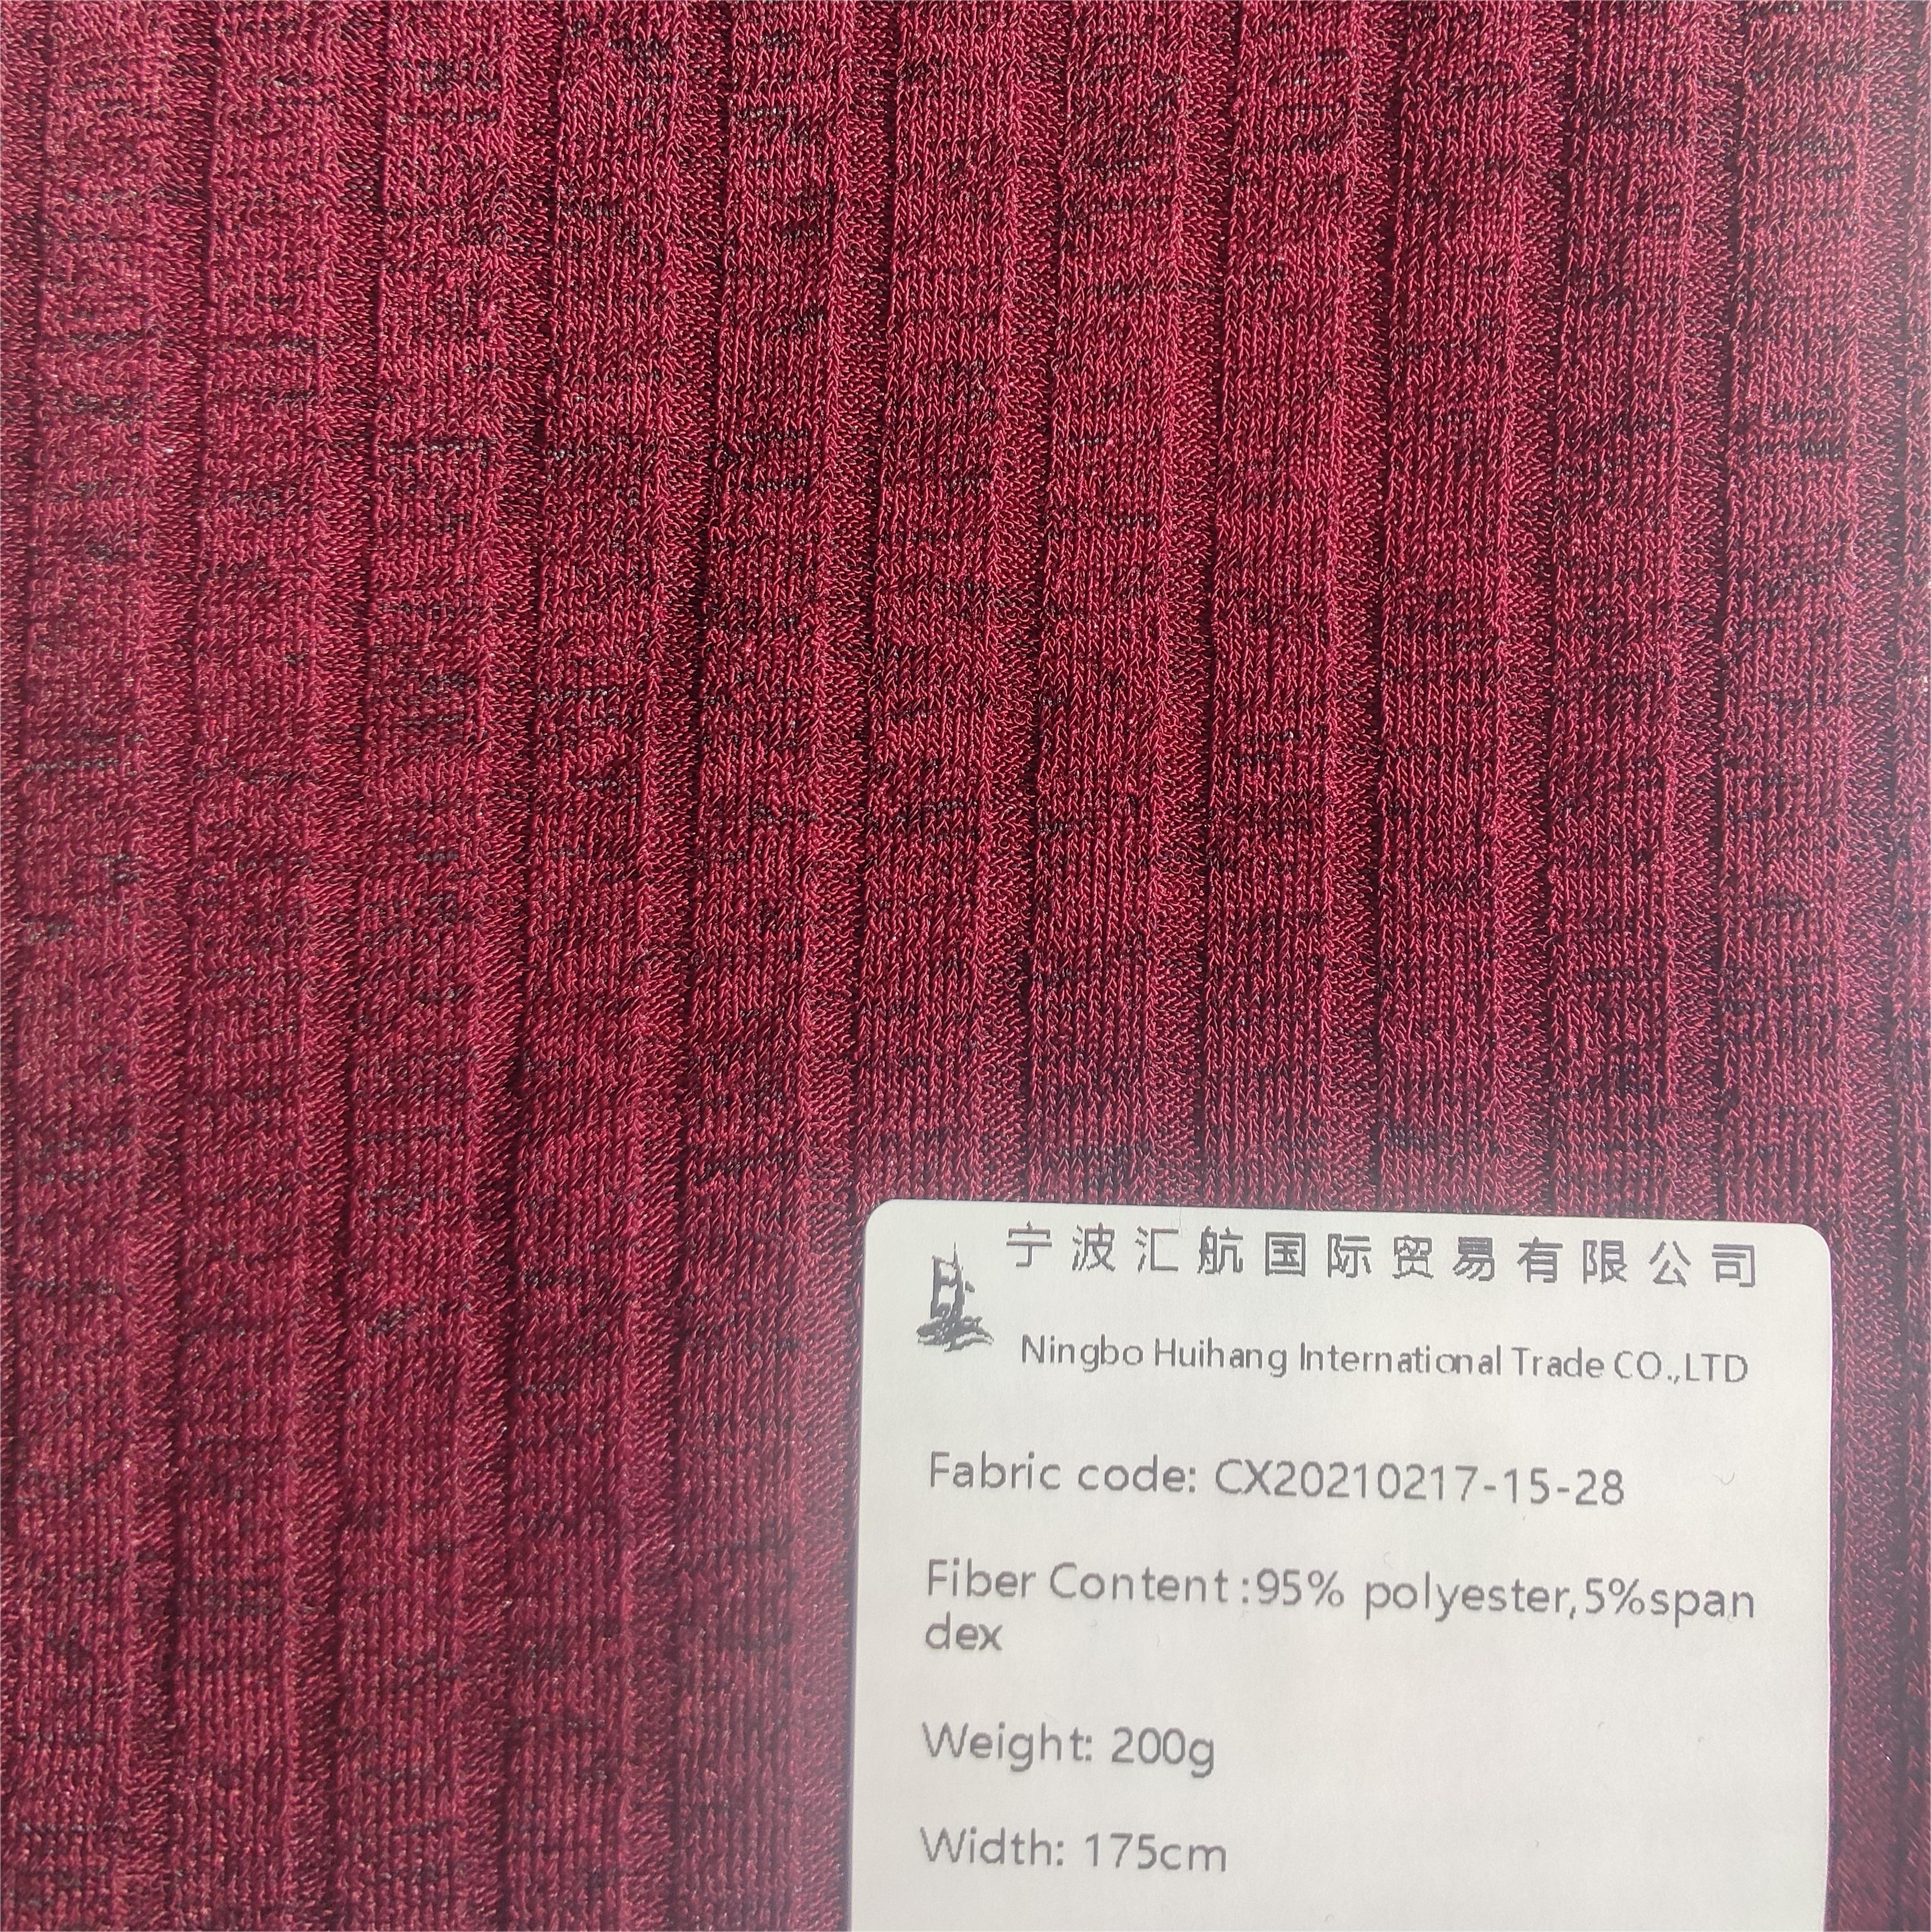 宁波汇航国际贸易有限公司
Ningbo Huihang International Trade CO.,LTD
Fabric code: CX20210217-15-28
Fiber Content:95% polyester,5%span
dex
Weight: 200g
Width: 175cm